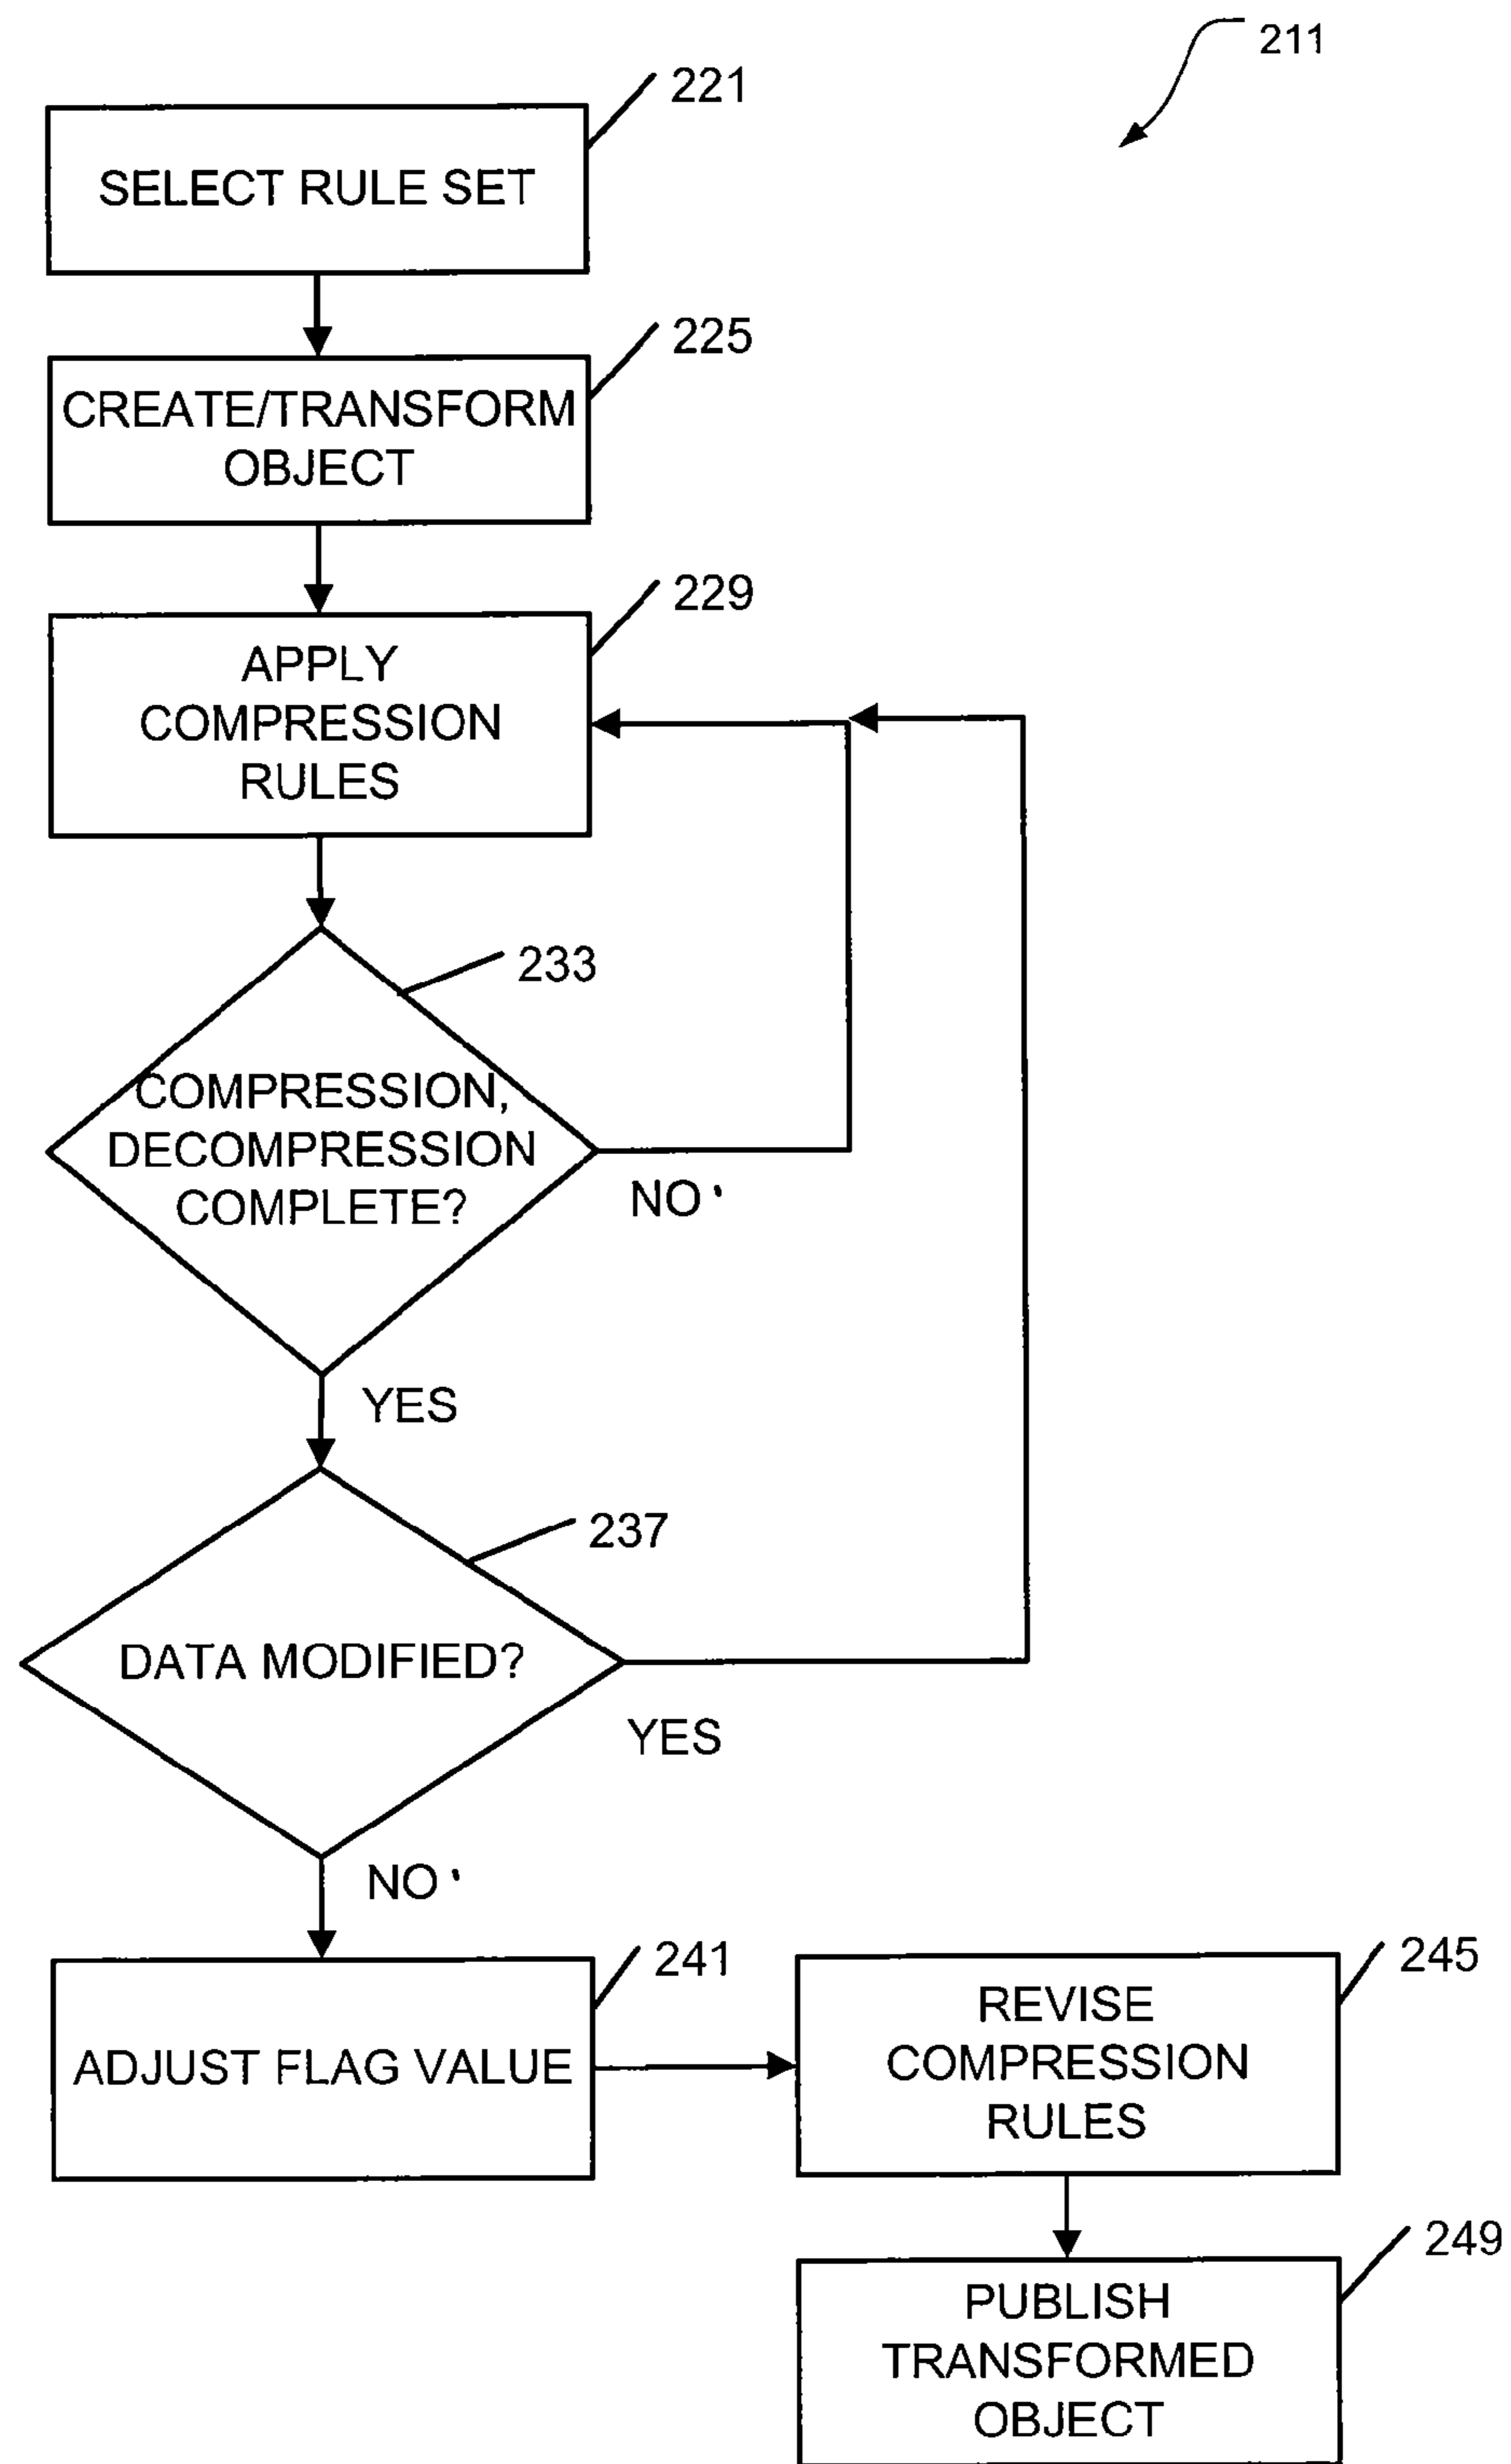 211
221
SELECT RULE SET
225
CREATE/TRANSFORM
OBJECT
229
APPLY
COMPRESSION
RULES
233
COMPRESSION,
DECOMPRESSION
COMPLETE?
NO
YES
237
DATA MODIFIED?
YES
NO
241
ADJUST FLAG VALUE
245
REVISE
COMPRESSION
RULES
249
PUBLISH
TRANSFORMED
OBJECT